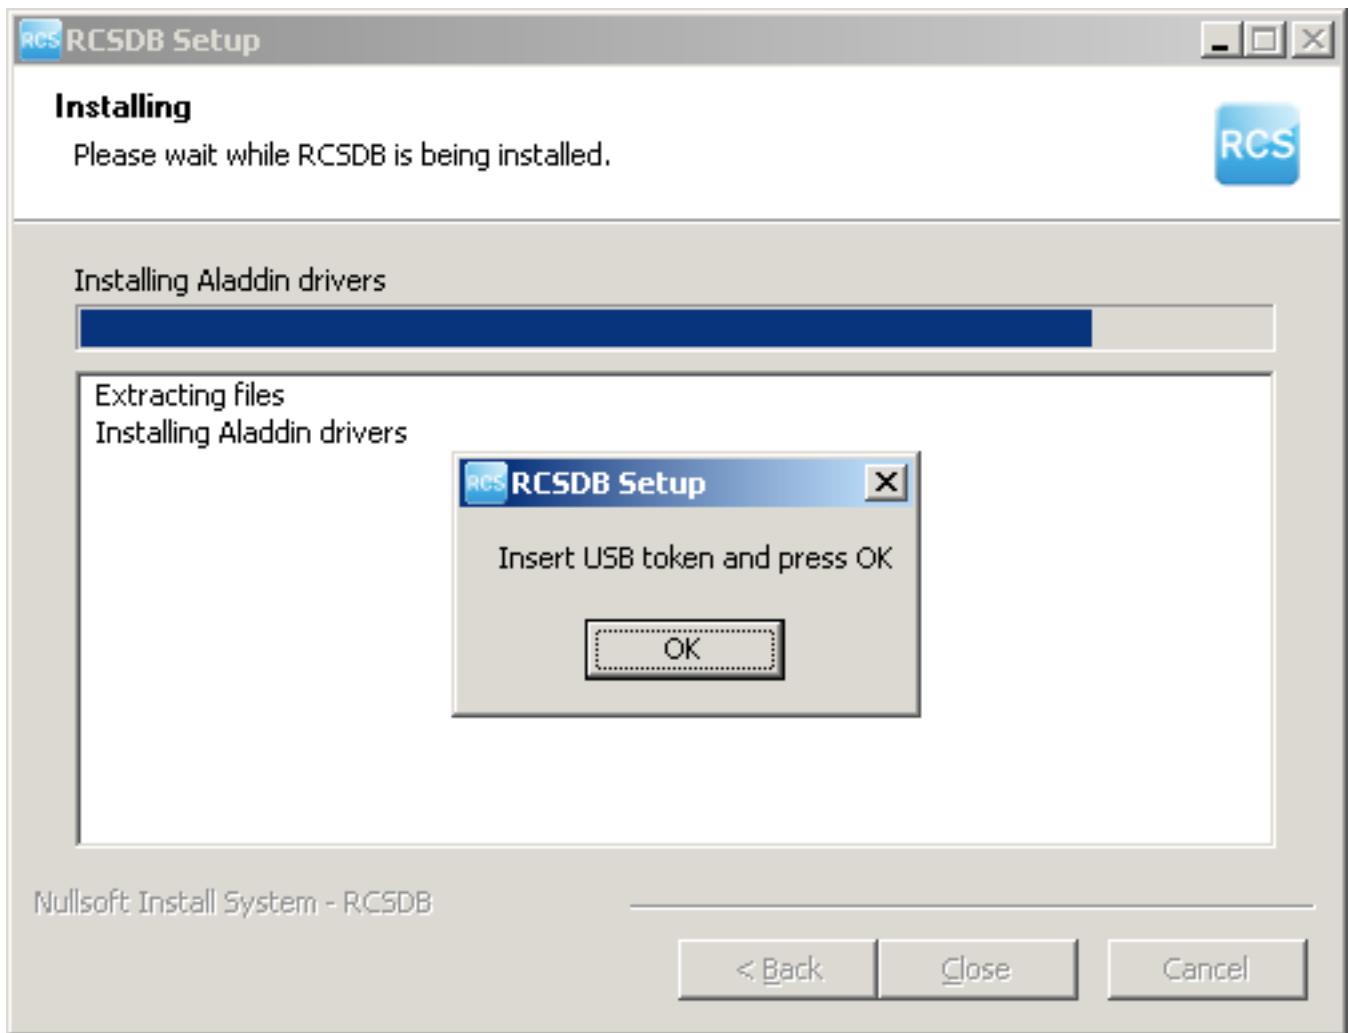 RCS RCSDB Setup
Installing
Please wait while RCSDB is being installed.
RCS
Installing Aladdin drivers
Extracting files
Installing Aladdin drivers
RCS RCSDB Setup
Insert USB token and press OK
OK
Nullsoft Install System - RCSDB
< Back
Close
Cancel